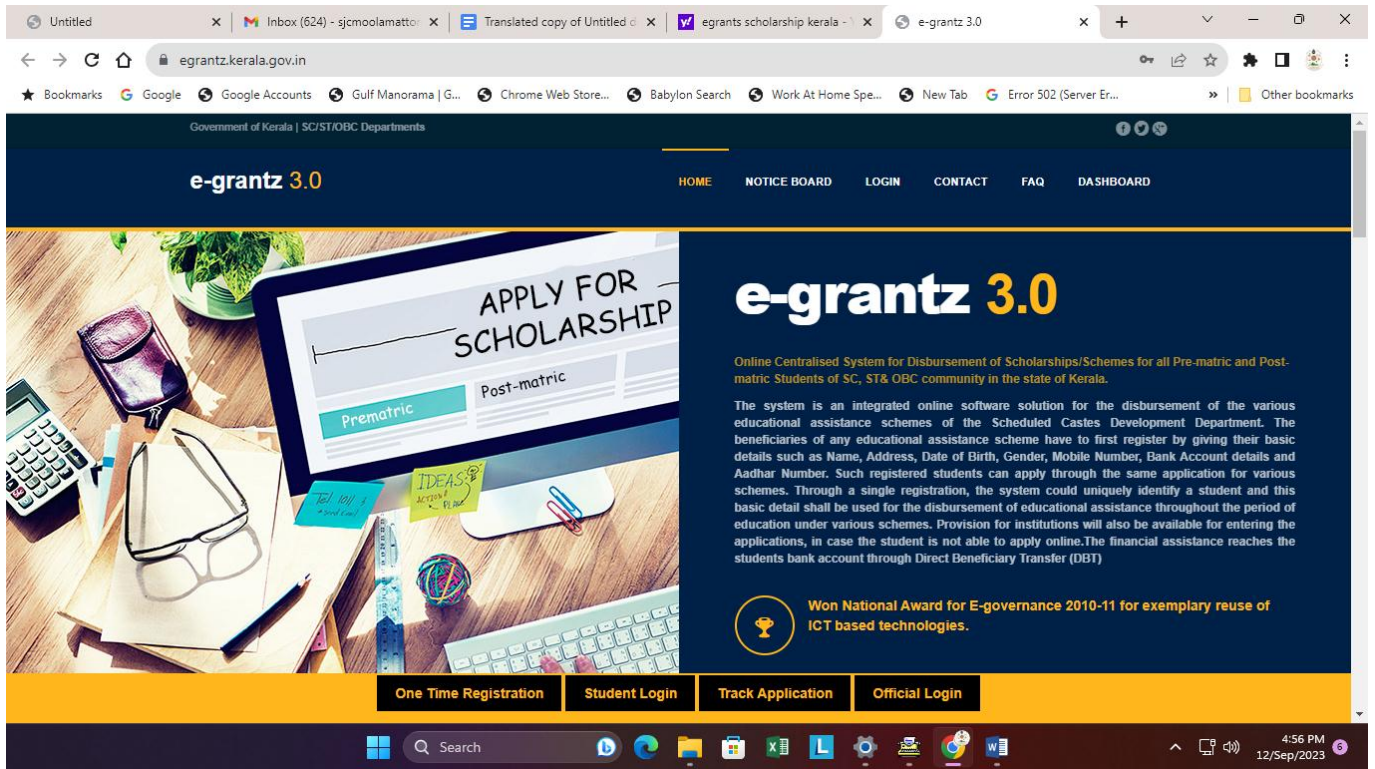 Untitled
Inbox (624) - sjcmoolamattor
Translated copy of Untitled d
egrants scholarship kerala -
e-grantz 3.0
egrantz.kerala.gov.in
Bookmarks Google Google Accounts Gulf Manorama | G... Chrome Web Store... Babylon Search Work At Home Spe... New Tab Error 502 (Server Er... » Other bookmarks
Government of Kerala | SC/ST/OBC Departments
e-grantz 3.0
HOME NOTICE BOARD LOGIN CONTACT FAQ DASHBOARD
APPLY FOR
SCHOLARSHIP
Prematric
Post-matric
IDEAS:
e-grantz 3.0
Online Centralised System for Disbursement of Scholarships/Schemes for all Pre-matric and Post-
matric Students of SC, ST& OBC community in the state of Kerala.
The system is an integrated online software solution for the disbursement of the various
educational assistance schemes of the Scheduled Castes Development Department. The
beneficiaries of any educational assistance scheme have to first register by giving their basic
details such as Name, Address, Date of Birth, Gender, Mobile Number, Bank Account details and
Aadhar Number. Such registered students can apply through the same application for various
schemes. Through a single registration, the system could uniquely identify a student and this
basic detail shall be used for the disbursement of educational assistance throughout the period of
education under various schemes. Provision for institutions will also be available for entering the
applications, in case the student is not able to apply online.The financial assistance reaches the
students bank account through Direct Beneficiary Transfer (DBT)
Won National Award for E-governance 2010-11 for exemplary reuse of
ICT based technologies.
One Time Registration Student Login Track Application Official Login
Search
4:56 PM
12/Sep/2023
6